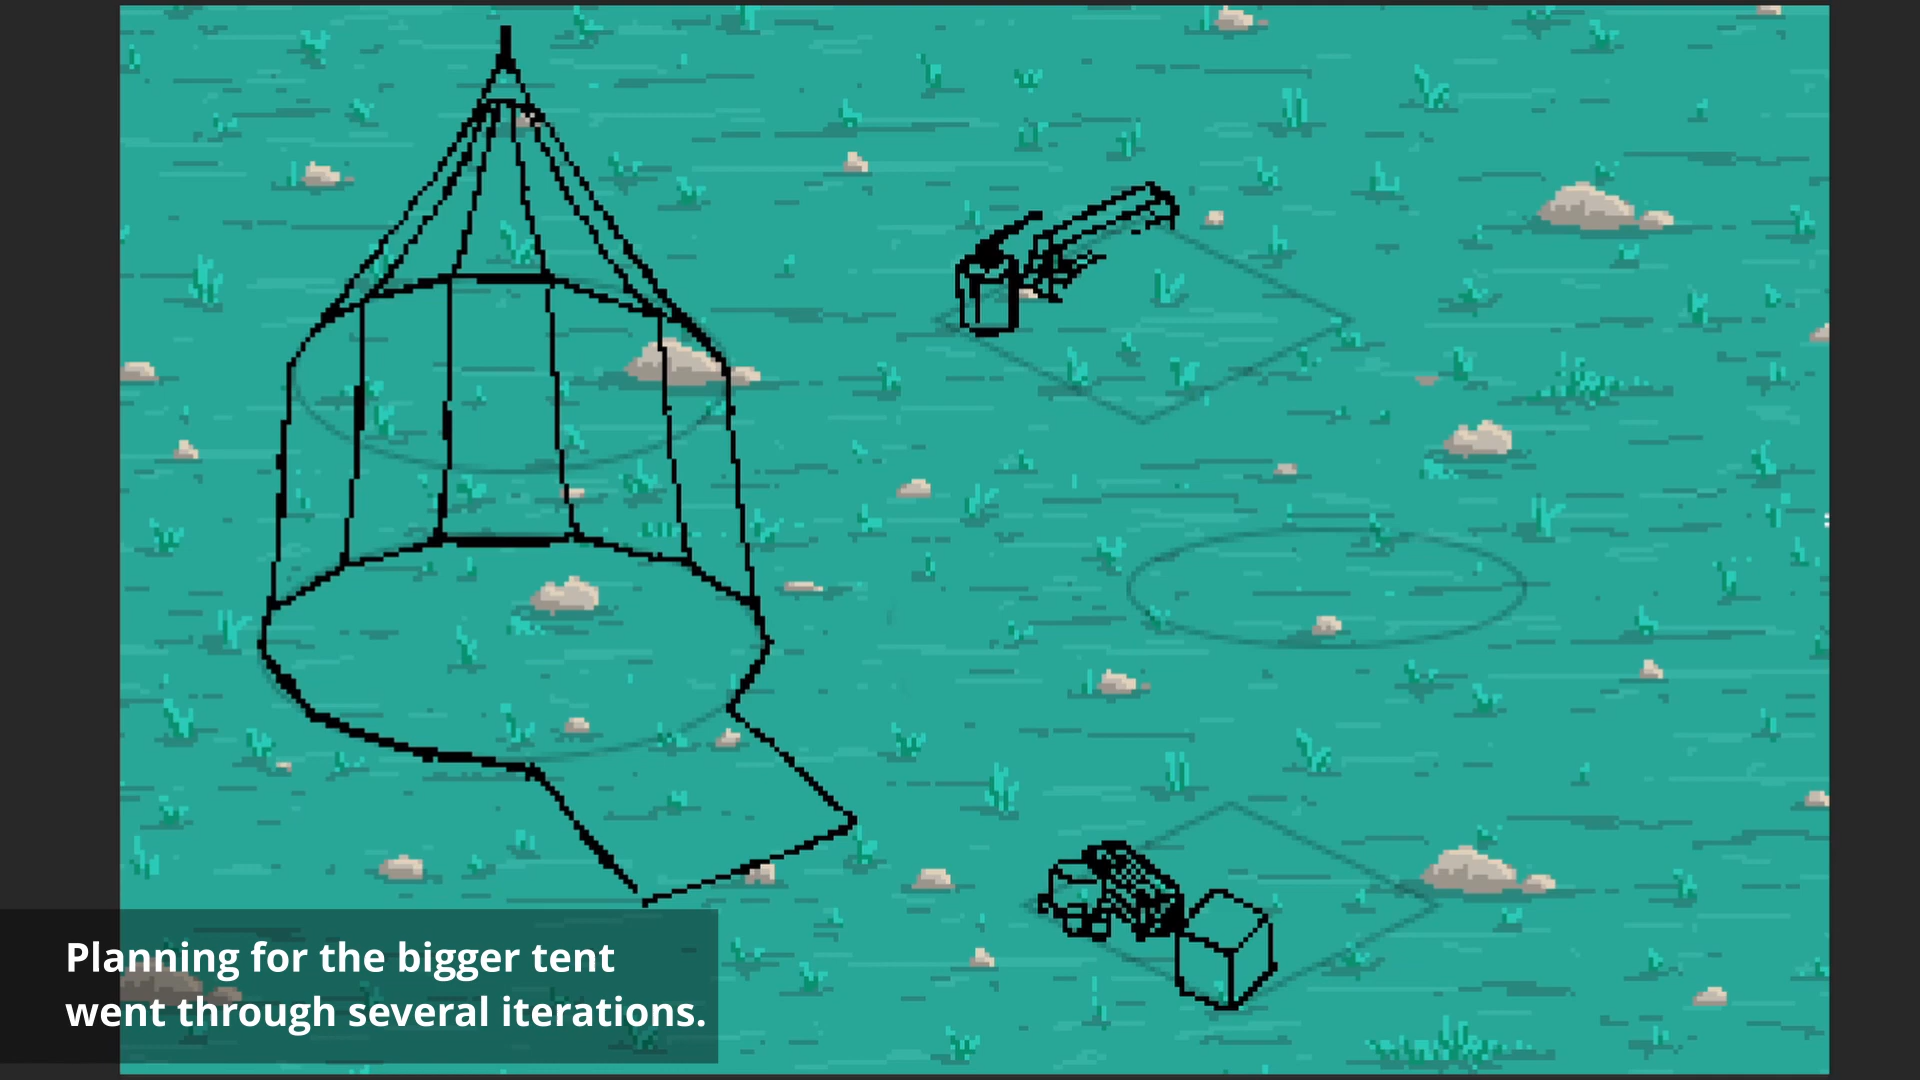 Planning for the bigger tent
went through several iterations.